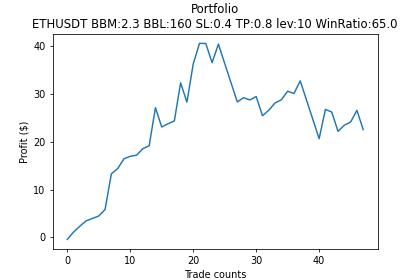 Portfolio
ETHUSDT BBM:2.3 BBL:160 SL:0.4 TP:0.8 lev:10 WinRatio:65.0
Profit ($)
40
30
20
10
0
0 10 20 30 40
Trade counts